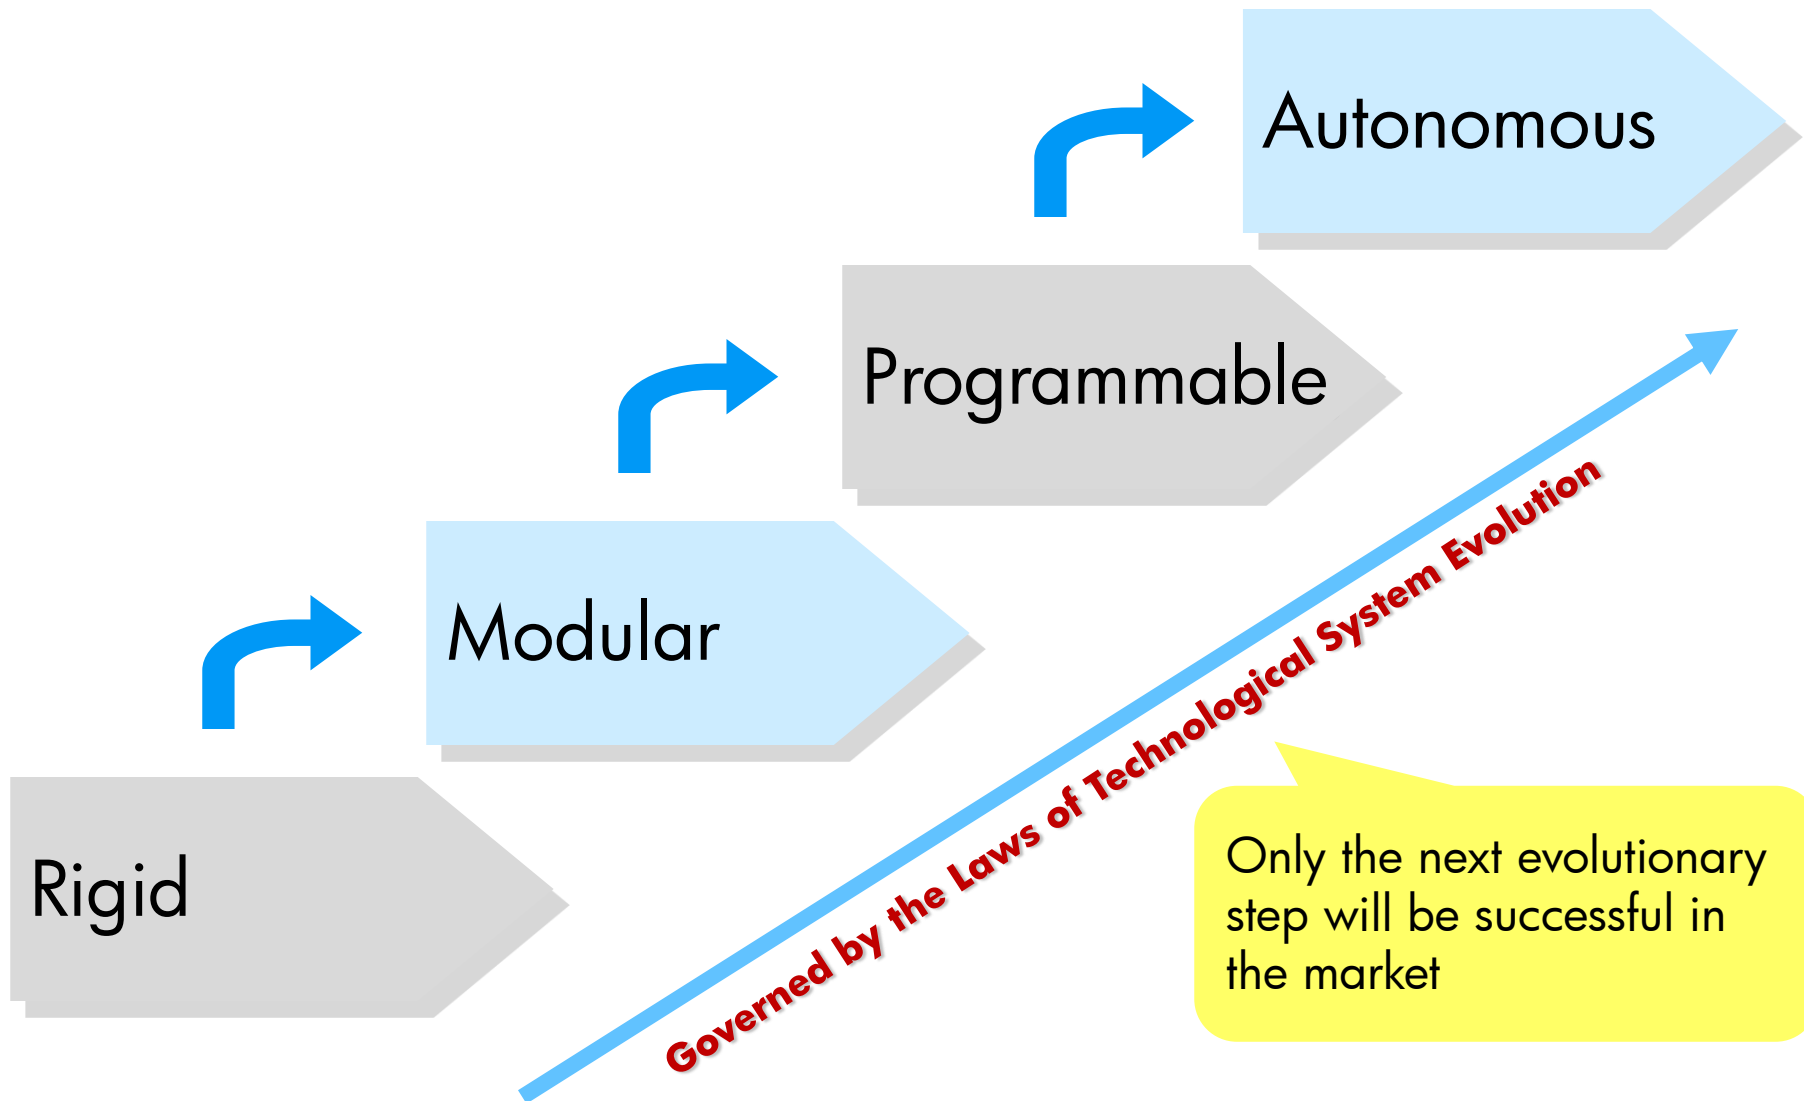 Autonomous
Programmable
Modular
Rigid
Governed by the Laws of Technological System Evolution
Only the next evolutionary
step will be successful in
the market